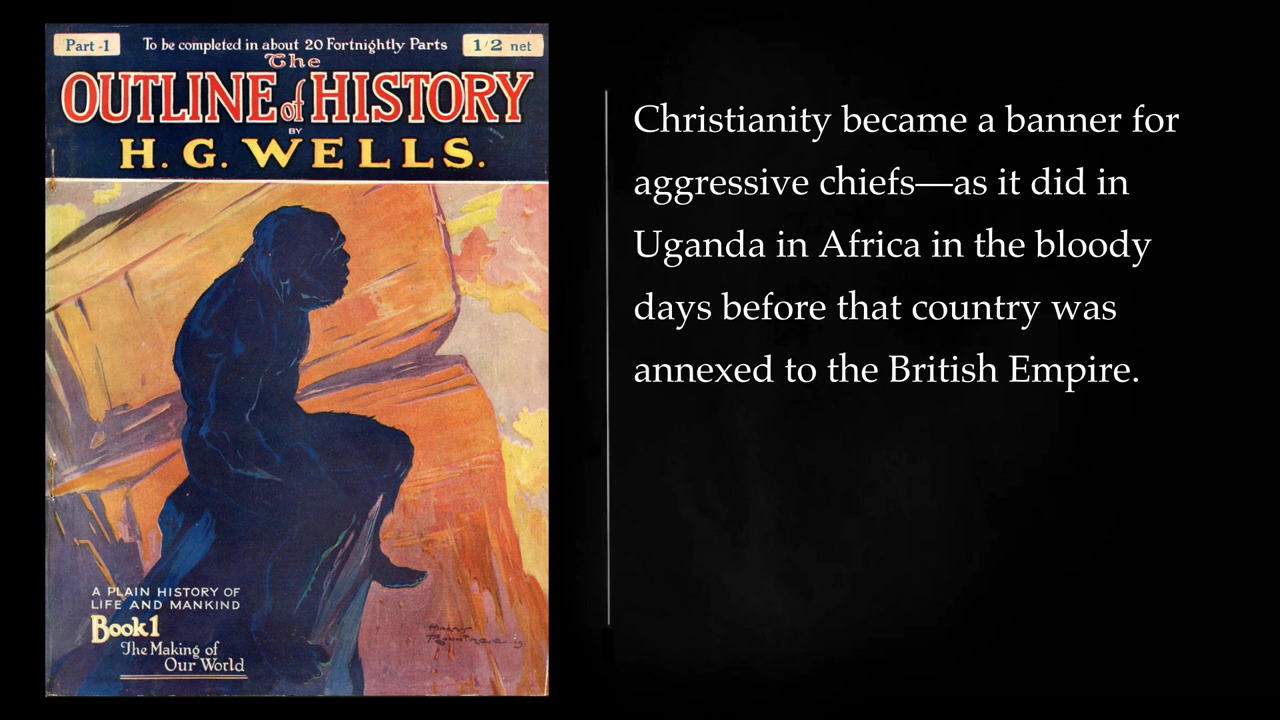 Part -1
To be completed in about 20 Fortnightly Parts
1/2 net
The
OUTLINE of HISTORY
BY
H. G. WELLS.
Christianity became a banner for
aggressive chiefs—as it did in
Uganda in Africa in the bloody
days before that country was
annexed to the British Empire.
A PLAIN HISTORY OF
LIFE AND MANKIND
Book 1
The Making of
Our World